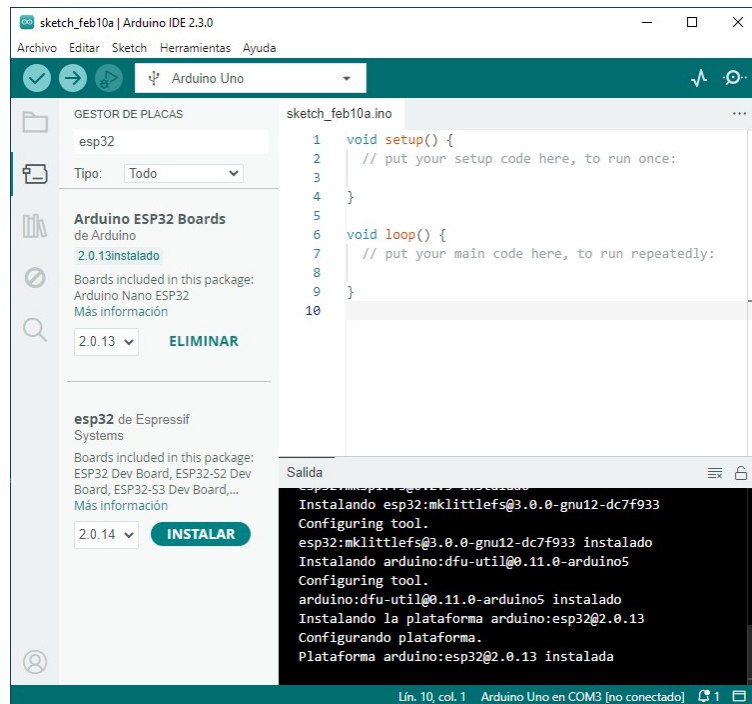 sketch_feb10a | Arduino IDE 2.3.0
Archivo Editar Sketch Herramientas Ayuda
Arduino Uno
GESTOR DE PLACAS
esp32
Tipo: Todo
Arduino ESP32 Boards
de Arduino
2.0.13instalado
Boards included in this package:
Arduino Nano ESP32
Más información
2.0.13 ELIMINAR
esp32 de Espressif
Systems
Boards included in this package:
ESP32 Dev Board, ESP32-S2 Dev
Board, ESP32-S3 Dev Board,...
Más información
2.0.14 INSTALAR
sketch_feb10a.ino
1 void setup() {
2 // put your setup code here, to run once:
3
4 }
5
6 void loop() {
7 // put your main code here, to run repeatedly:
8
9 }
10
Salida
Instalando esp32:mklittlefs@3.0.0-gnu12-dc7f933
Configuring tool.
esp32:mklittlefs@3.0.0-gnu12-dc7f933 instalado
Instalando arduino:dfu-util@0.11.0-arduino5
Configuring tool.
arduino:dfu-util@0.11.0-arduino5 instalado
Instalando la plataforma arduino:esp32@2.0.13
Configurando plataforma.
Plataforma arduino:esp32@2.0.13 instalada
Lín. 10, col. 1 Arduino Uno en COM3 [no conectado] 1